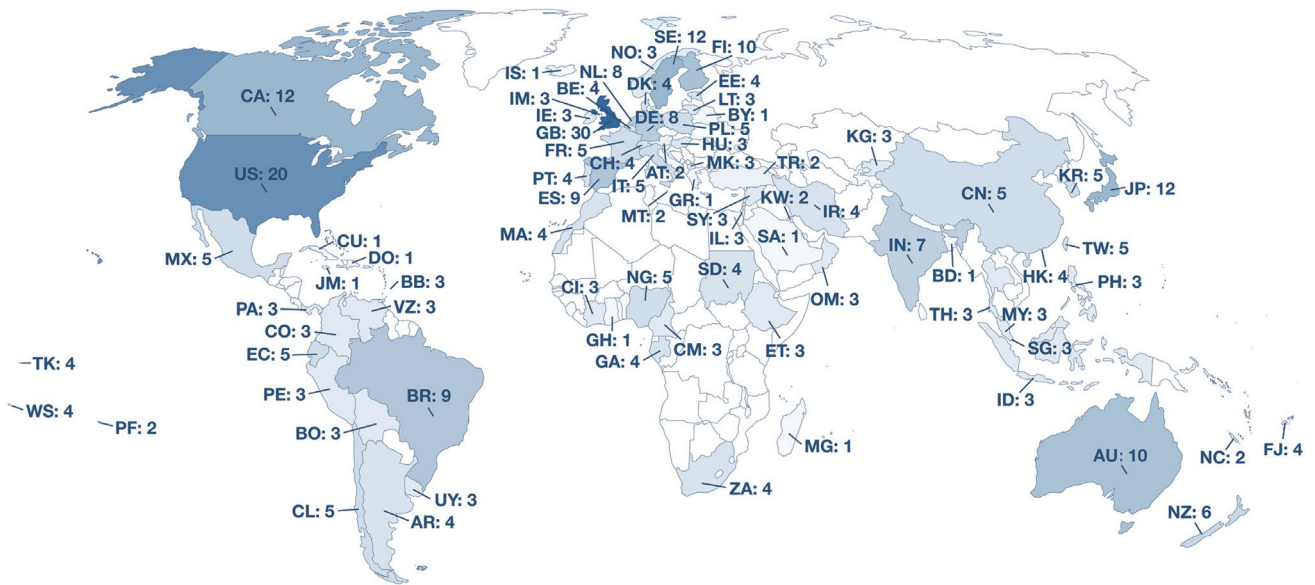 SE: 12
NO: 3
FI: 10
IS: 1
NL: 8
DK: 4
EE: 4
BE: 4
LT: 3
IM: 3
BY: 1
IE: 3
DE: 8
GB: 30
PL: 5
FR: 5
HU: 3
CH: 4
MK: 3
TR: 2
PT: 4
IT: 5
AT: 2
ES: 9
GR: 1
KW: 2
MT: 2
SY: 3
IR: 4
MA: 4
IL: 3
SA: 1
CA: 12
US: 20
KG: 3
CN: 5
KR: 5
JP: 12
MX: 5
CU: 1
DO: 1
JM: 1
BB: 3
PA: 3
VZ: 3
CO: 3
EC: 5
PE: 3
BR: 9
BO: 3
UY: 3
CL: 5
AR: 4
TK: 4
WS: 4
PF: 2
CI: 3
NG: 5
SD: 4
OM: 3
GH: 1
GA: 4
CM: 3
ET: 3
MG: 1
ZA: 4
IN: 7
BD: 1
HK: 4
TW: 5
PH: 3
TH: 3
MY: 3
SG: 3
ID: 3
AU: 10
NC: 2
FJ: 4
NZ: 6